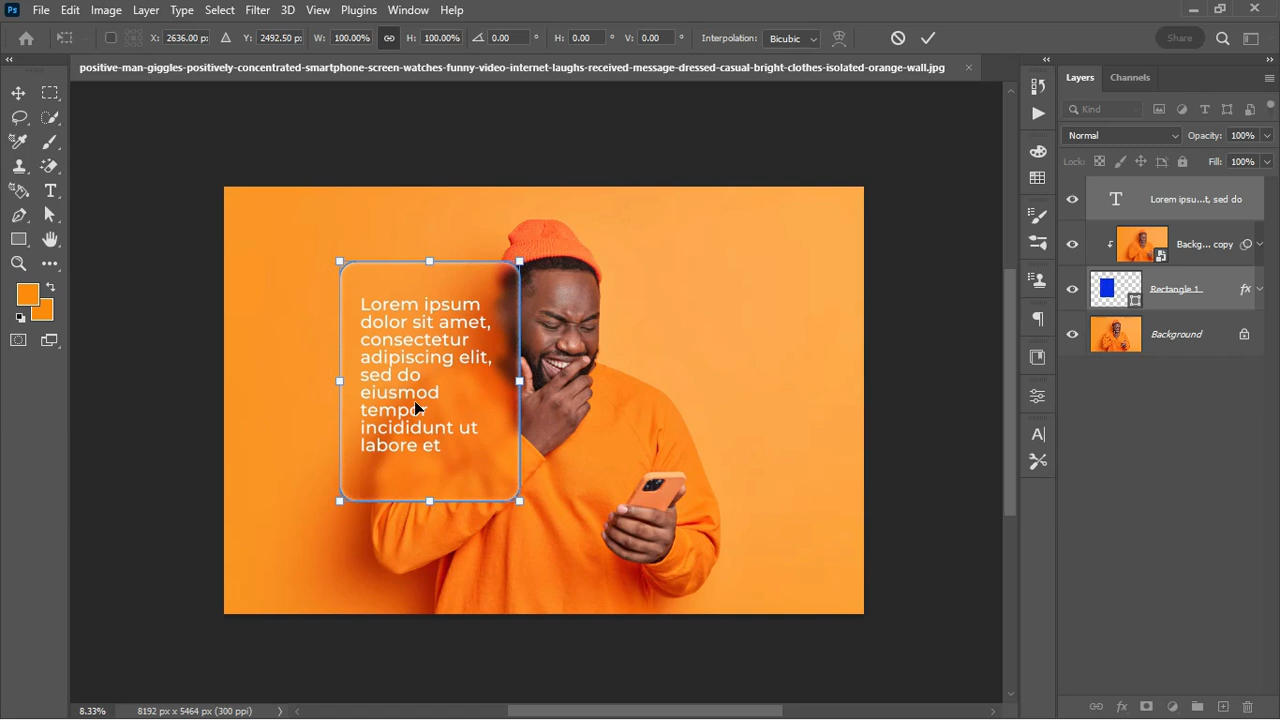 Ps File Edit Image Layer Type Select Filter 3D View Plugins Window Help
X: 2636.00 p: Y: 2492.50 p: W: 100.00% H: 100.00% 0.00 ° H: 0.00 ° V: 0.00 ° Interpolation: Bicubic Share
positive-man-giggles-positively-concentrated-smartphone-screen-watches-funny-video-internet-laughs-received-message-dressed-casual-bright-clothes-isolated-orange-wall.jpg
Layers Channels
Kind
Normal Opacity: 100%
Lock: Fill: 100%
T Lorem ipsu...t, sed do
Backg... copy
Rectangle 1 fx
Background
Lorem ipsum
dolor sit amet,
consectetur
adipiscing elit,
sed do
eiusmod
tempor
incididunt ut
labore et
8.33% 8192 px x 5464 px (300 ppi)
fx